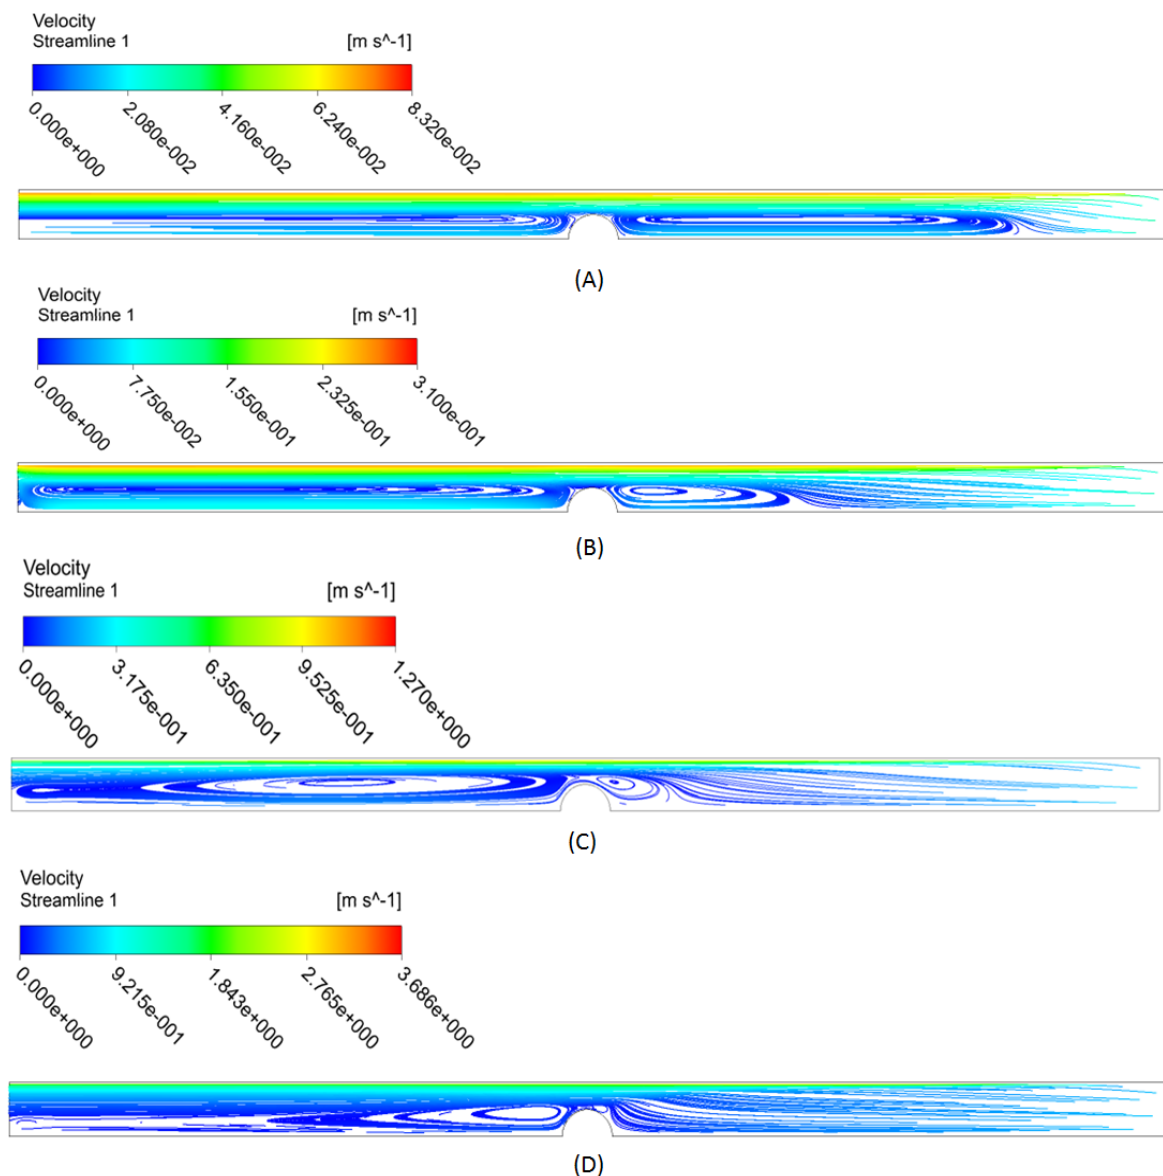 Velocity
Streamline 1 [m s^-1]
0.000e+000 2.080e-002 4.160e-002 6.240e-002 8.320e-002
(A)
Velocity
Streamline 1 [m s^-1]
0.000e+000 7.750e-002 1.550e-001 2.325e-001 3.100e-001
(B)
Velocity
Streamline 1 [m s^-1]
0.000e+000 3.175e-001 6.350e-001 9.525e-001 1.270e+000
(C)
Velocity
Streamline 1 [m s^-1]
0.000e+000 9.215e-001 1.843e+000 2.765e+000 3.686e+000
(D)